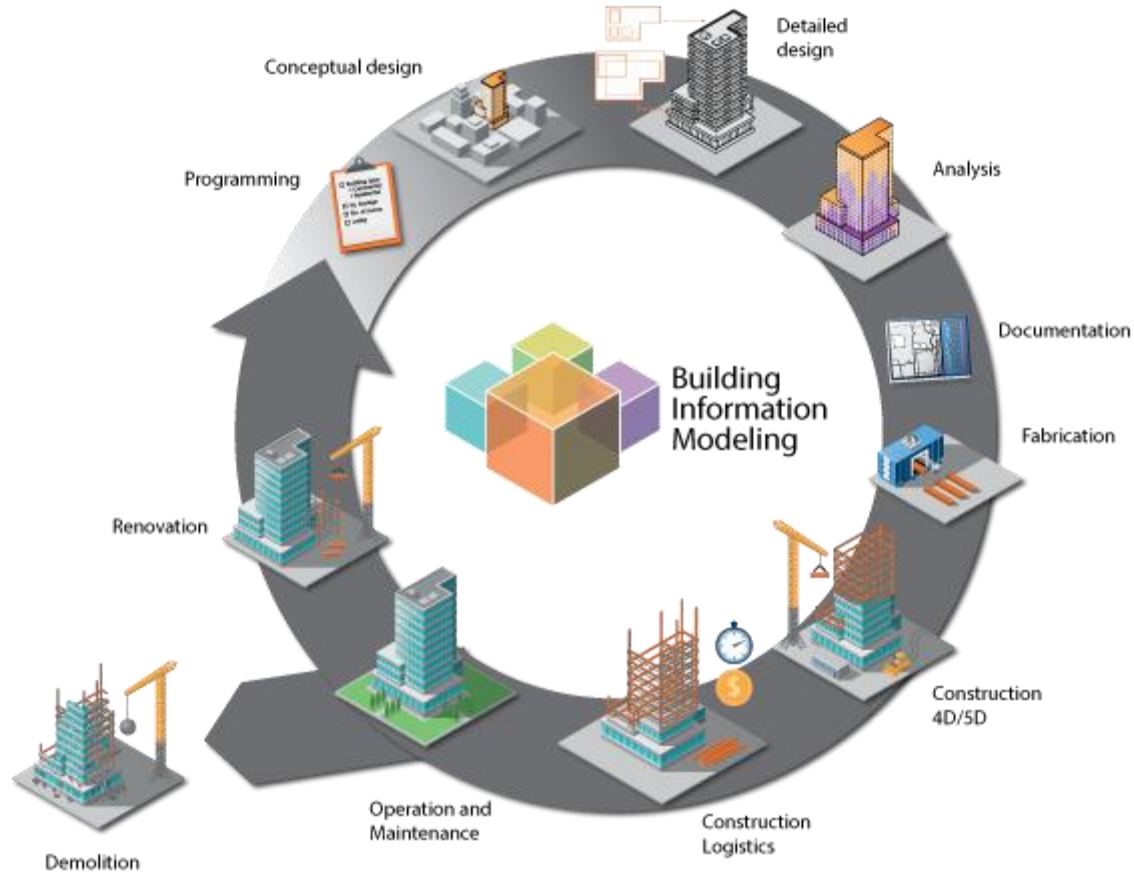 Detailed
design
Conceptual design
Programming
Analysis
Documentation
Building
Information
Modeling
Fabrication
Renovation
$
Construction
4D/5D
Operation and
Maintenance
Construction
Logistics
Demolition